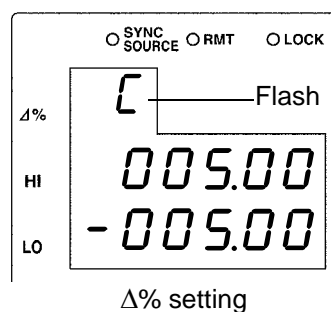 SYNC SOURCE RMT LOCK
C Flash
Δ%
HI 005.00
LO -005.00
Δ% setting